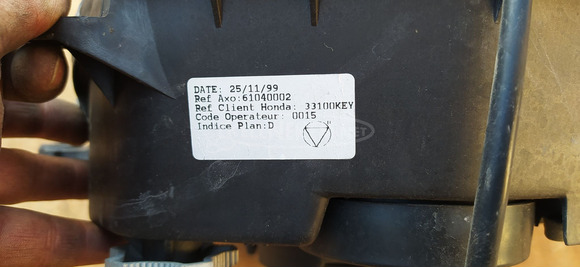 DATE: 25/11/99
Ref Axo:61040002
Ref Client Honda: 33100KEY
Code Operateur: 0015
Indice Plan:D